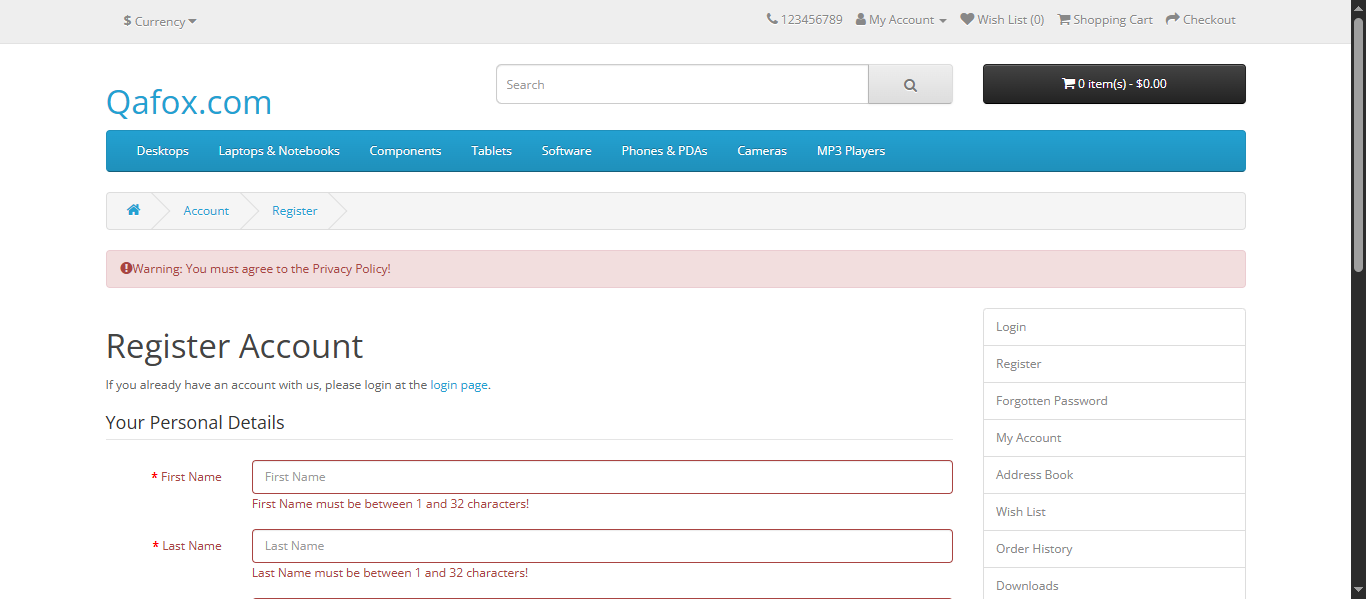 $ Currency
123456789 My Account Wish List (0) Shopping Cart Checkout
Qafox.com
Search
0 item(s) - $0.00
Desktops Laptops & Notebooks Components Tablets Software Phones & PDAs Cameras MP3 Players
Account Register
Warning: You must agree to the Privacy Policy!
Register Account
If you already have an account with us, please login at the login page.
Your Personal Details
* First Name
First Name
First Name must be between 1 and 32 characters!
* Last Name
Last Name
Last Name must be between 1 and 32 characters!
Login
Register
Forgotten Password
My Account
Address Book
Wish List
Order History
Downloads